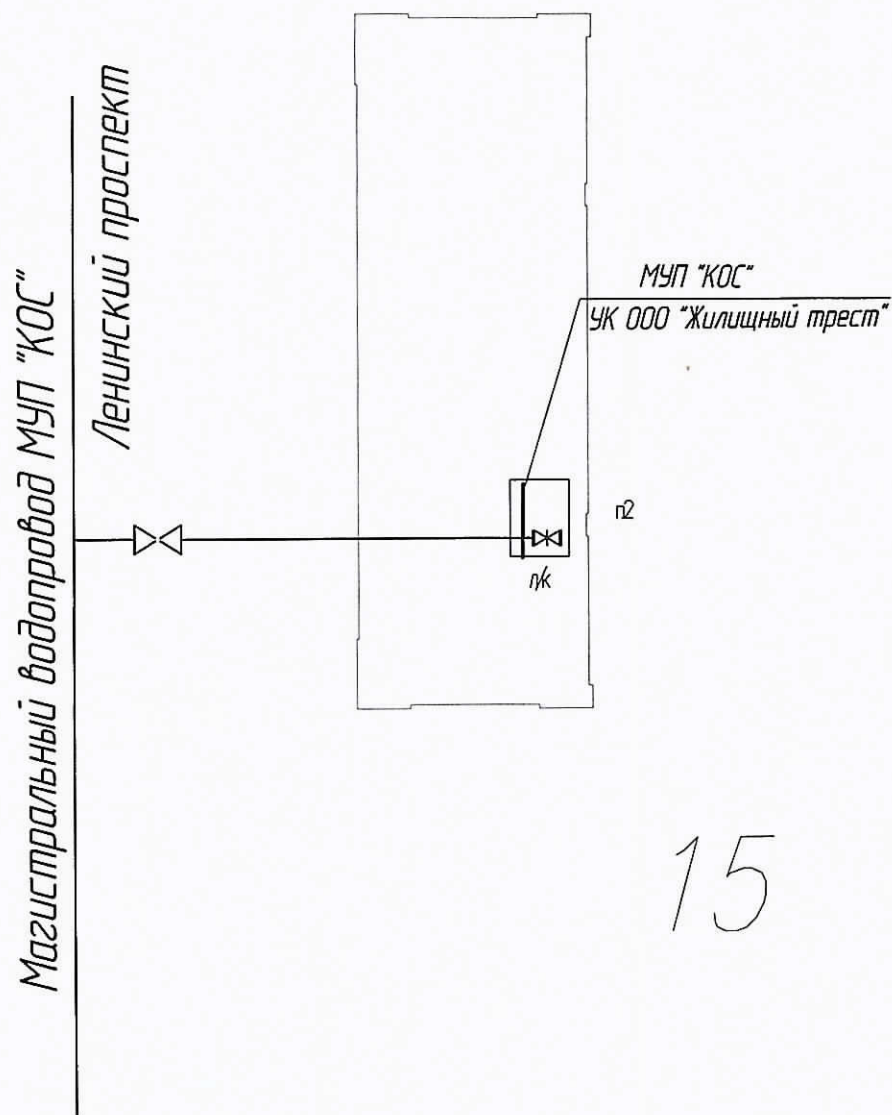 Магистральный водопровод МУП "КОС"
Ленинский проспект
МУП "КОС"
УК ООО "Жилищный трест"
п2
п/к
15